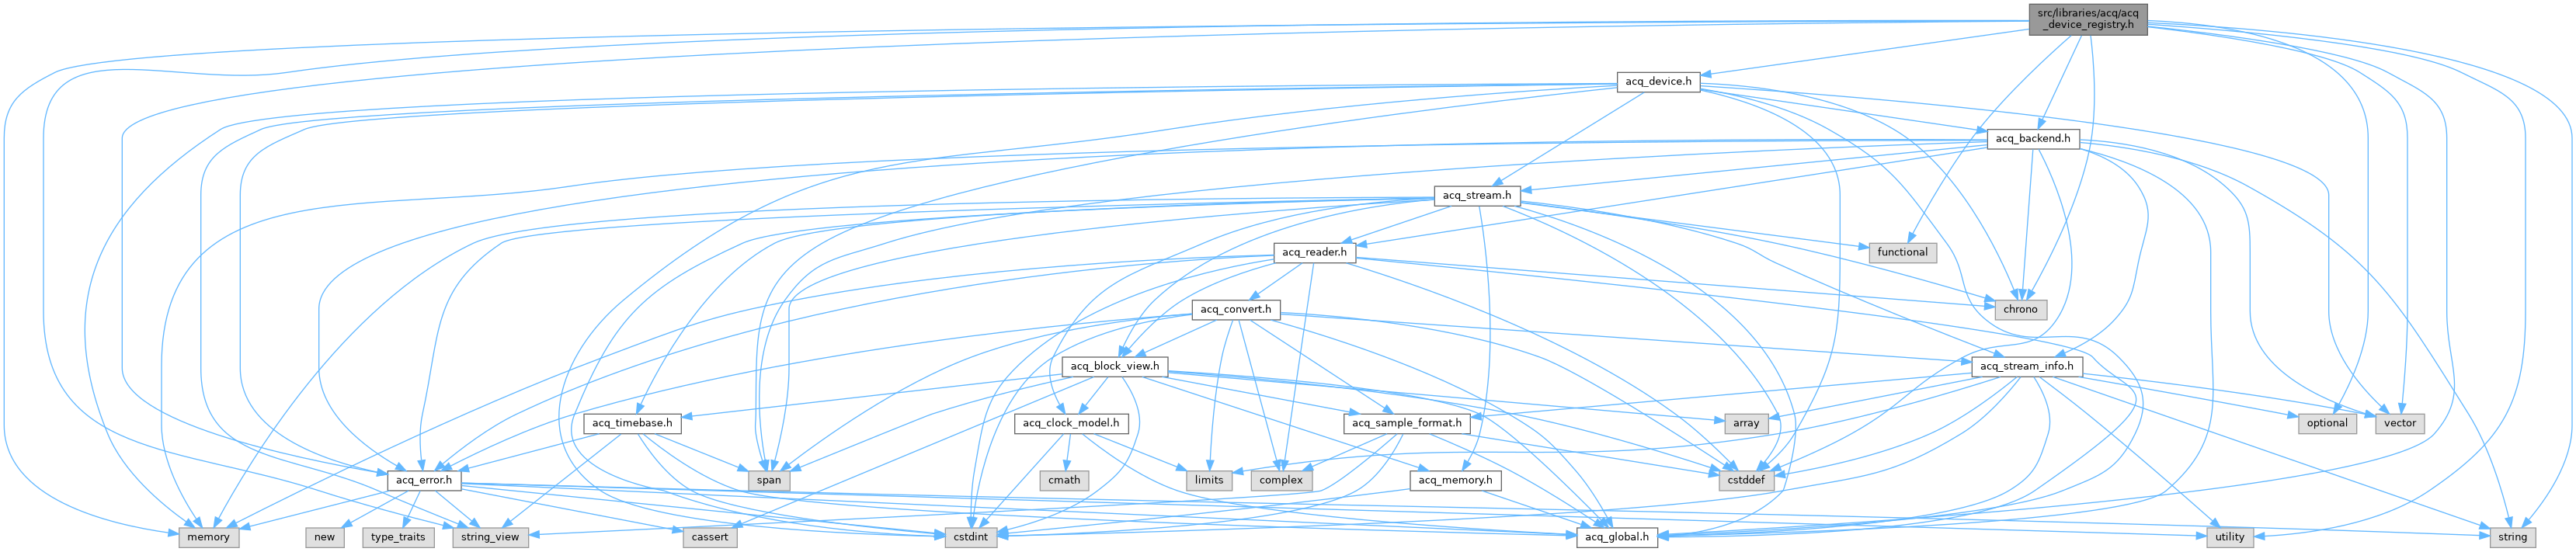 src/libraries/acq/acq
_device_registry.h
acq_device.h
acq_backend.h
acq_stream.h
acq_reader.h
functional
acq_convert.h
chrono
acq_block_view.h
acq_stream_info.h
acq_timebase.h
acq_clock_model.h
acq_sample_format.h
array
optional
vector
acq_error.h
span
cmath
limits
complex
acq_memory.h
cstddef
memory
new
type_traits
string_view
cassert
cstdint
acq_global.h
utility
string